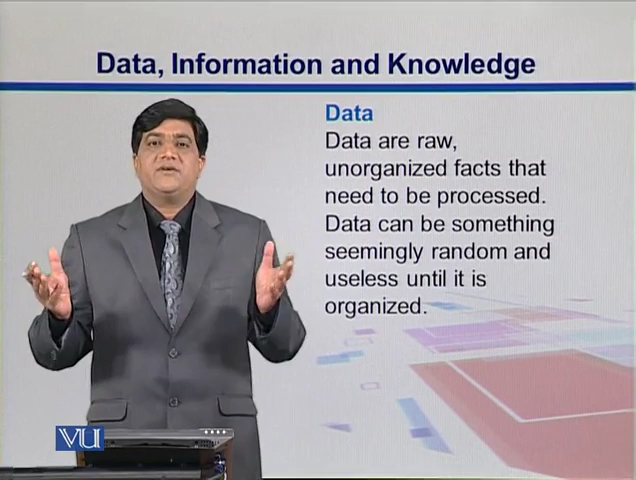 Data, Information and Knowledge
Data
Data are raw,
unorganized facts that
need to be processed.
Data can be something
seemingly random and
useless until it is
organized.
VU